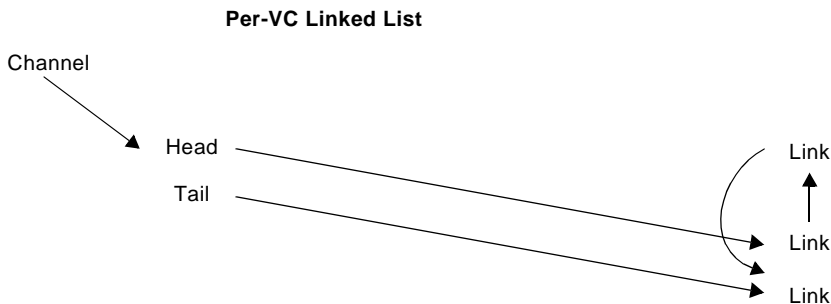 Per-VC Linked List
Channel
Head
Link
Tail
Link
Link